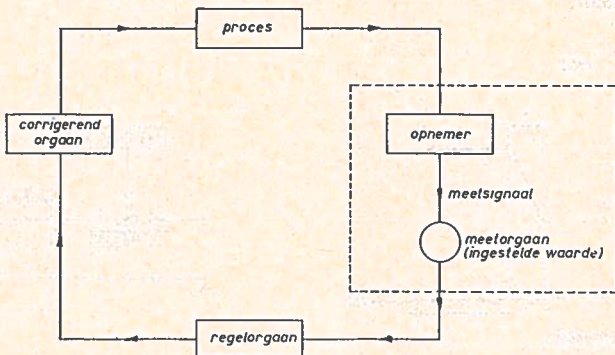 proces
corrigerend
orgaan
opnemer
meetsignaal
meetorgaan
(ingestelde waarde)
regelorgaan